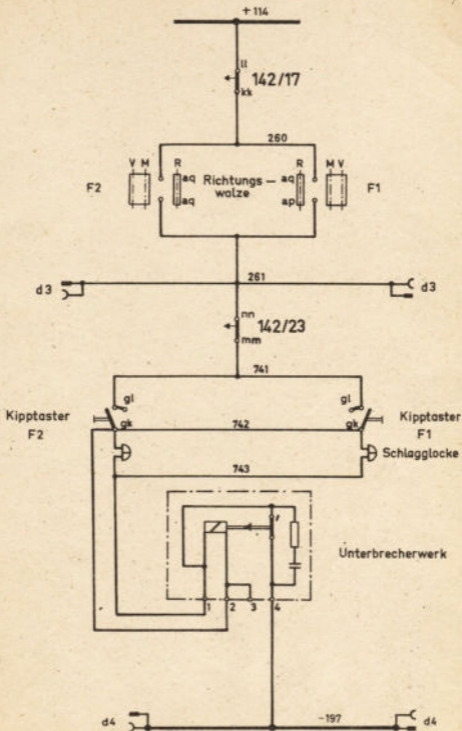 +114
ll
142/17
kk
260
V M R aq Richtungs- R aq M V
F2 walze F1
aq ap
261
d3 d3
nn
142/23
mm
741
gl gl
Kipptaster Kipptaster
F2 gk 742 gk F1
Schlagglocke
743
Unterbrecherwerk
1 2 3 4
-197
d4 d4